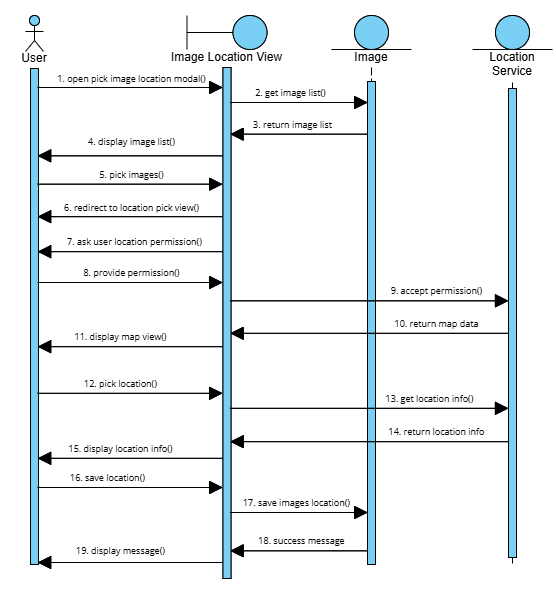 User
Image Location View
Image
Location
Service
1. open pick image location modal()
2. get image list()
3. return image list
4. display image list()
5. pick images()
6. redirect to location pick view()
7. ask user location permission()
8. provide permission()
9. accept permission()
10. return map data
11. display map view()
12. pick location()
13. get location info()
14. return location info
15. display location info()
16. save location()
17. save images location()
18. success message
19. display message()